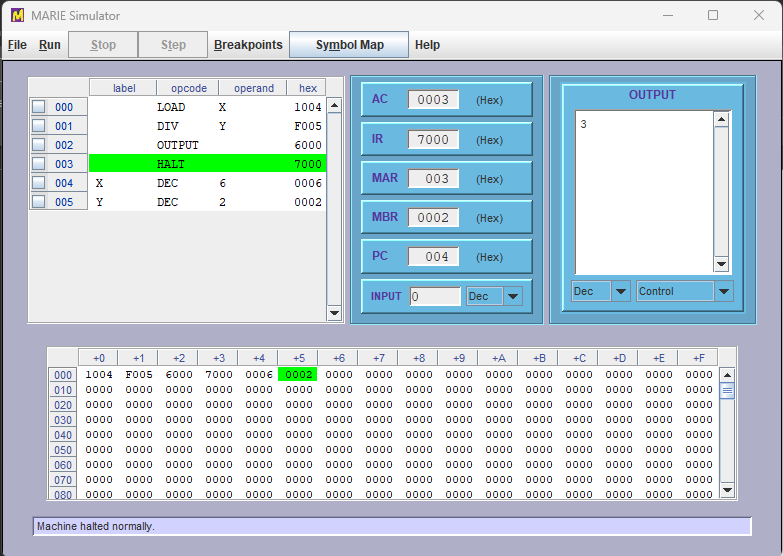 MARIE Simulator
File Run Stop Step Breakpoints Symbol Map Help
label opcode operand hex
000 LOAD X 1004
001 DIV Y F005
002 OUTPUT 6000
003 HALT 7000
004 X DEC 6 0006
005 Y DEC 2 0002
AC 0003 (Hex)
IR 7000 (Hex)
MAR 003 (Hex)
MBR 0002 (Hex)
PC 004 (Hex)
INPUT 0 Dec
OUTPUT
3
Dec Control
+0 +1 +2 +3 +4 +5 +6 +7 +8 +9 +A +B +C +D +E +F
000 1004 F005 6000 7000 0006 0002 0000 0000 0000 0000 0000 0000 0000 0000 0000 0000
010 0000 0000 0000 0000 0000 0000 0000 0000 0000 0000 0000 0000 0000 0000 0000 0000
020 0000 0000 0000 0000 0000 0000 0000 0000 0000 0000 0000 0000 0000 0000 0000 0000
030 0000 0000 0000 0000 0000 0000 0000 0000 0000 0000 0000 0000 0000 0000 0000 0000
040 0000 0000 0000 0000 0000 0000 0000 0000 0000 0000 0000 0000 0000 0000 0000 0000
050 0000 0000 0000 0000 0000 0000 0000 0000 0000 0000 0000 0000 0000 0000 0000 0000
060 0000 0000 0000 0000 0000 0000 0000 0000 0000 0000 0000 0000 0000 0000 0000 0000
070 0000 0000 0000 0000 0000 0000 0000 0000 0000 0000 0000 0000 0000 0000 0000 0000
080 0000 0000 0000 0000 0000 0000 0000 0000 0000 0000 0000 0000 0000 0000 0000 0000
Machine halted normally.